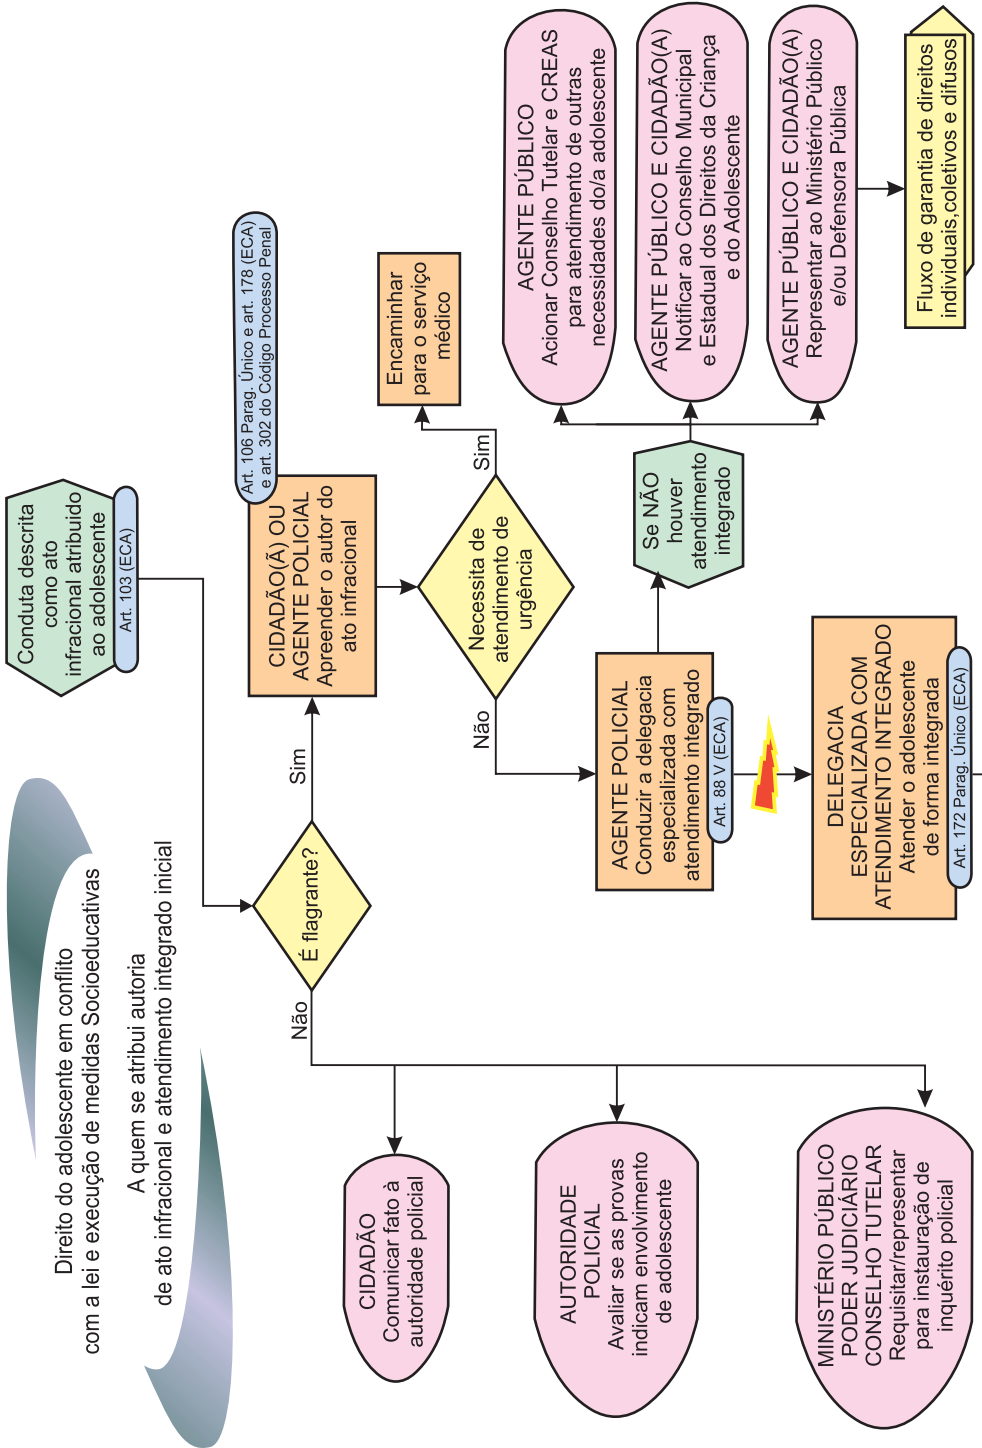 Direito do adolescente em conflito
com a lei e execução de medidas Socioeducativas
A quem se atribui autoria
de ato infracional e atendimento integrado inicial
Conduta descrita
como ato
infracional atribuido
ao adolescente
Art. 103 (ECA)
É flagrante?
Não
Sim
CIDADÃO
Comunicar fato à
autoridade policial
AUTORIDADE
POLICIAL
Avaliar se as provas
indicam envolvimento
de adolescente
MINISTÉRIO PÚBLICO
PODER JUDICIÁRIO
CONSELHO TUTELAR
Requisitar/representar
para instauração de
inquérito policial
Art. 106 Parag. Único e art. 178 (ECA)
e art. 302 do Código Processo Penal
CIDADÃO(Ã) OU
AGENTE POLICIAL
Apreender o autor do
ato infracional
Necessita de
atendimento de
urgência
Sim
Encaminhar
para o serviço
médico
Não
AGENTE POLICIAL
Conduzir a delegacia
especializada com
atendimento integrado
Art. 88 V (ECA)
Se NÃO
houver
atendimento
integrado
AGENTE PÚBLICO
Acionar Conselho Tutelar e CREAS
para atendimento de outras
necessidades do/a adolescente
AGENTE PÚBLICO E CIDADÃO(A)
Notificar ao Conselho Municipal
e Estadual dos Direitos da Criança
e do Adolescente
AGENTE PÚBLICO E CIDADÃO(A)
Representar ao Ministério Público
e/ou Defensora Pública
Fluxo de garantia de direitos
individuais,coletivos e difusos
DELEGACIA
ESPECIALIZADA COM
ATENDIMENTO INTEGRADO
Atender o adolescente
de forma integrada
Art. 172 Parag. Único (ECA)